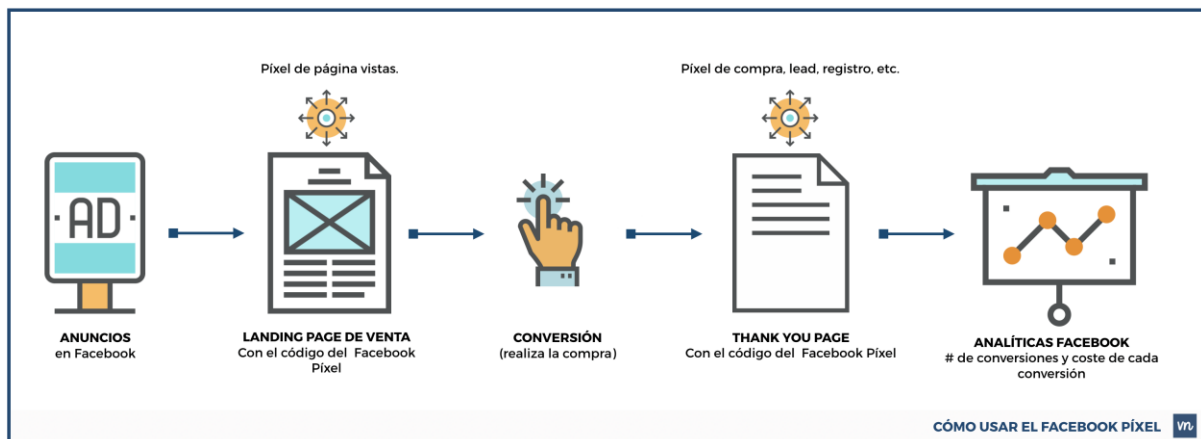 Píxel de página vistas.
Píxel de compra, lead, registro, etc.
AD
ANUNCIOS
en Facebook
LANDING PAGE DE VENTA
Con el código del Facebook
Píxel
CONVERSIÓN
(realiza la compra)
THANK YOU PAGE
Con el código del Facebook Píxel
ANALÍTICAS FACEBOOK
# de conversiones y coste de cada
conversión
CÓMO USAR EL FACEBOOK PÍXEL
vn